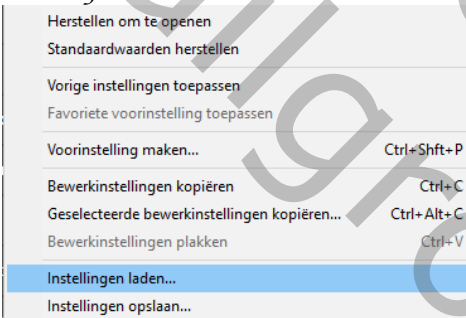 Herstellen om te openen
Standaardwaarden herstellen
Vorige instellingen toepassen
Favoriete voorinstelling toepassen
Voorinstelling maken... Ctrl+Shft+P
Bewerkinstellingen kopiëren Ctrl+C
Geselecteerde bewerkinstellingen kopiëren... Ctrl+Alt+C
Bewerkinstellingen plakken Ctrl+V
Instellingen laden...
Instellingen opslaan...